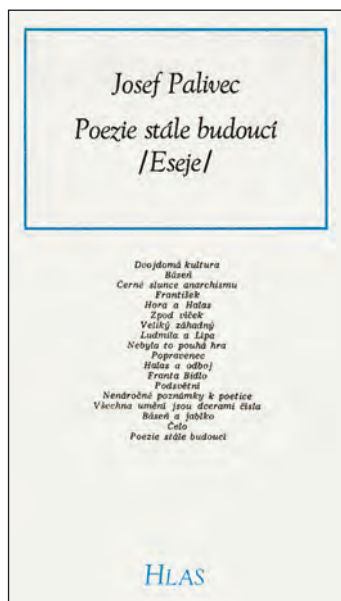 Josef Palivec
Poezie stále budoucí
/Eseje/
Dvojdomá kultura
Báseň
Černé slunce anarchismu
František
Hora a Halas
Zpod víček
Veliký záhadný
Ludmila a Lípa
Nebyla to pouhá hra
Popravenec
Halas a odboj
Franta Bidlo
Podsvětní
Nenáročné poznámky k poetice
Všechna umění jsou dcerami čísla
Báseň a jablko
Čelo
Poezie stále budoucí
HLAS